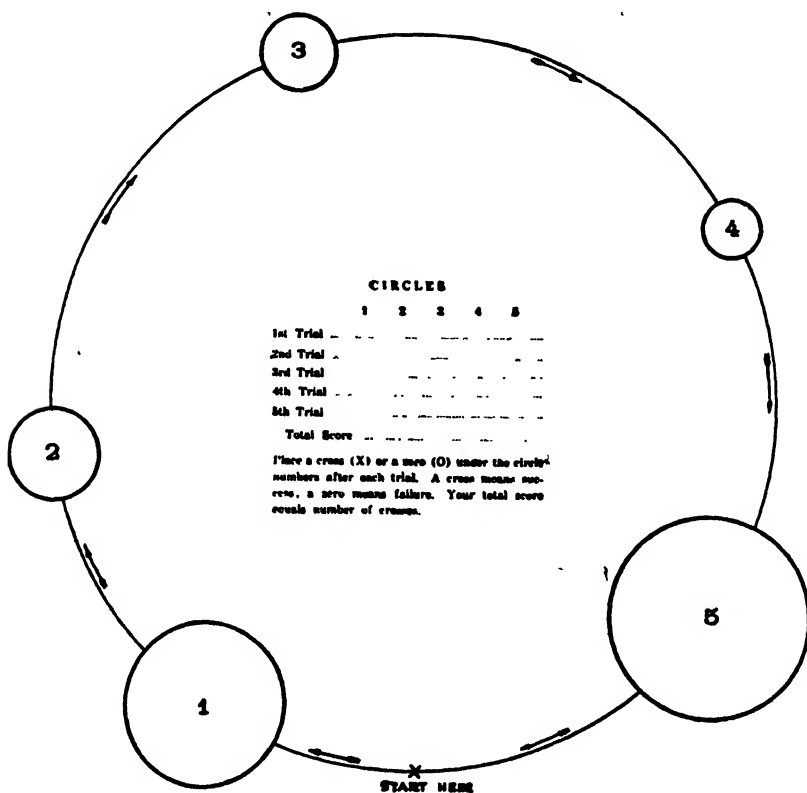 3
4
CIRCLES
1 2 3 4 5
1st Trial
2nd Trial
3rd Trial
4th Trial
5th Trial
Total Score
Place a cross (X) or a zero (O) under the circle
numbers after each trial. A cross means suc-
cess, a zero means failure. Your total score
equals number of crosses.
2
5
1
X
START HERE